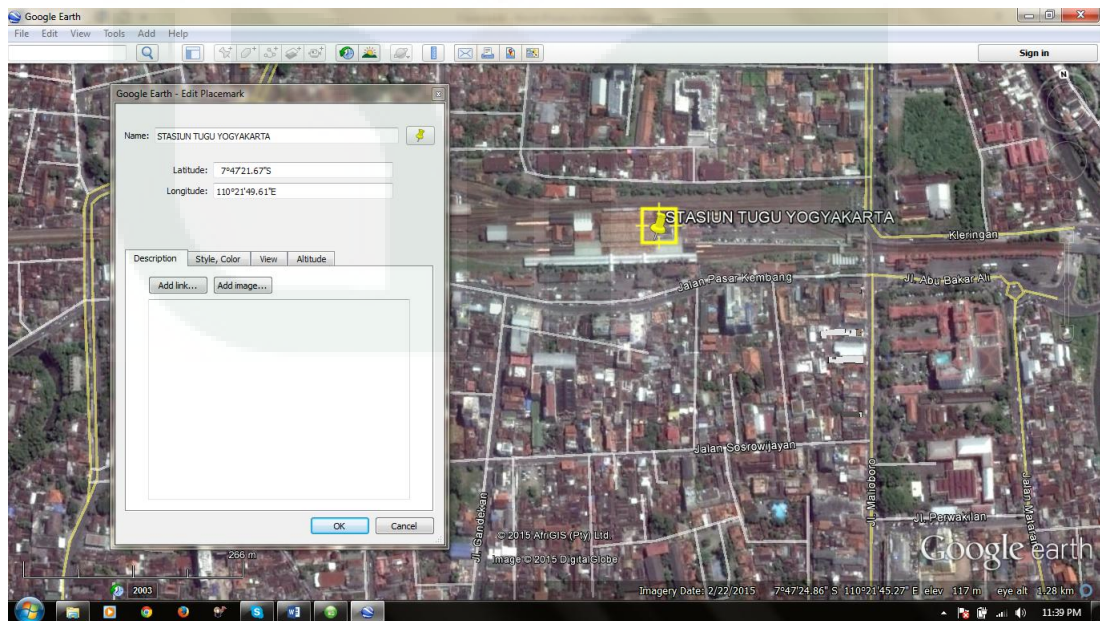 Google Earth
File Edit View Tools Add Help
Sign in
N
Google Earth - Edit Placemark
Name: STASIUN TUGU YOGYAKARTA
Latitude: 7°47'21.67"S
Longitude: 110°21'49.61"E
Description Style, Color View Altitude
Add link... Add image...
OK Cancel
STASIUN TUGU YOGYAKARTA
Kleringan
Jalan Pasar Kembang
Jl. Abu Bakar Ali
Jalan Sosrowijayan
Jl. Malioboro
Jl. Gandekan
Jl. Perwakilan
Jalan Mataram
© 2015 AfriGIS (Pty) Ltd.
Image © 2015 DigitalGlobe
Google earth
266 m
2003
Imagery Date: 2/22/2015 7°47'24.86" S 110°21'45.27" E elev 117 m eye alt 1.28 km
11:39 PM